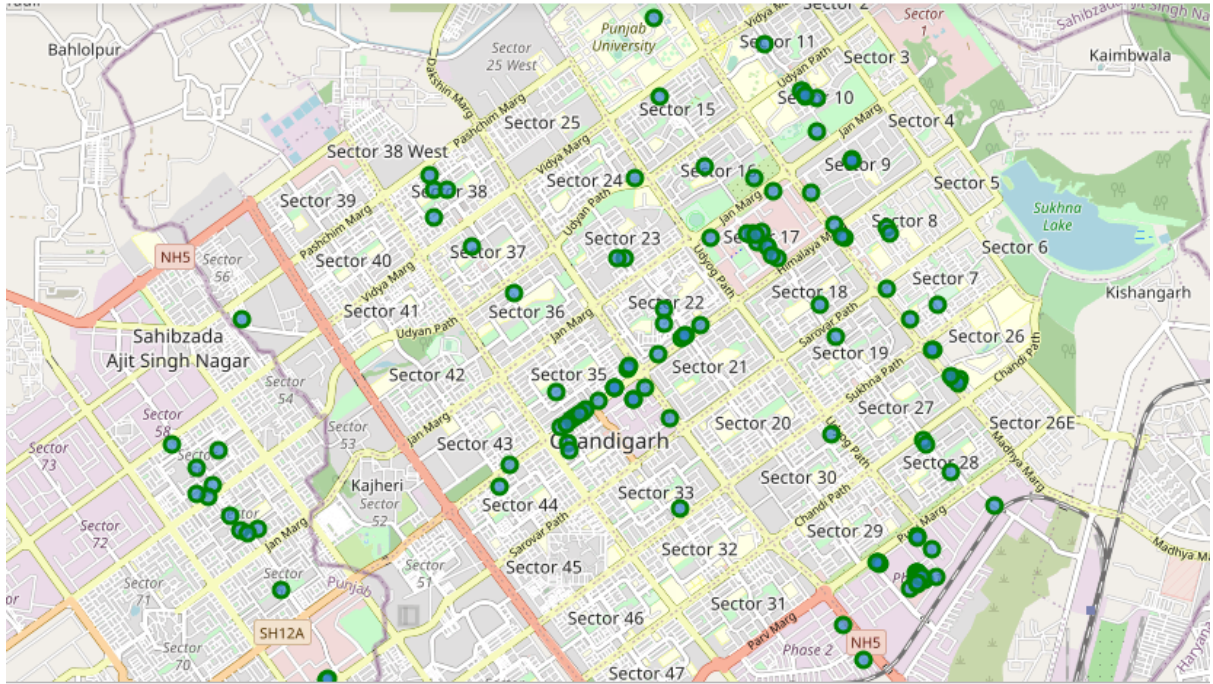 Sector 2
Sector
1
Sahibzada Ajit Singh Na
Bahlolpur
Punjab
University
Vidya M
Sector 11
Sector
25 West
Dakshin Marg
Udyan Path
Sector 3
Kaimbwala
Sector 15
Sector 10
Pashchim Marg
Sector 25
Jan Marg
Sector 4
Sector 38 West
Vidya Marg
Sector 16
Sector 9
Sector 24
Sector 5
Sector 39
Sector 38
Pashchim Marg
Udyan Path
Jan Marg
Sukhna
Lake
Sector 8
Sector 23
Sector 17
Sector 6
NH5
Sector
56
Sector 40
Sector 37
Himalaya M
Udyog Path
Sector 7
Kishangarh
Vidya Marg
Sector 18
Sector 22
Sector 41
Sector 36
Udyan Path
Jan Marg
Sarovar Path
Sahibzada
Ajit Singh Nagar
Sector 26
Sector 19
Chandi Path
Sector 21
Sector 42
Sector 35
Sukhna Path
Sector
54
Sector 27
Sector
58
Sector
53
Jan Marg
Sector 20
Udyog Path
Sector 26E
Sector 43
Chandigarh
Sector
73
Madhya Marg
Sector 28
Sector 30
Kajheri
Sector
52
Sector 44
Sector 33
Chandi Path
Sector
72
Jan Marg
Sarovar Path
Sector 29
Sector 32
Madhya M
Sector
51
Sector 45
Sector
71
Sector
Punjab
Sector 31
Sector 46
SH12A
Purv Marg
NH5
Phase 2
Sector
70
Sector 47
Haryana